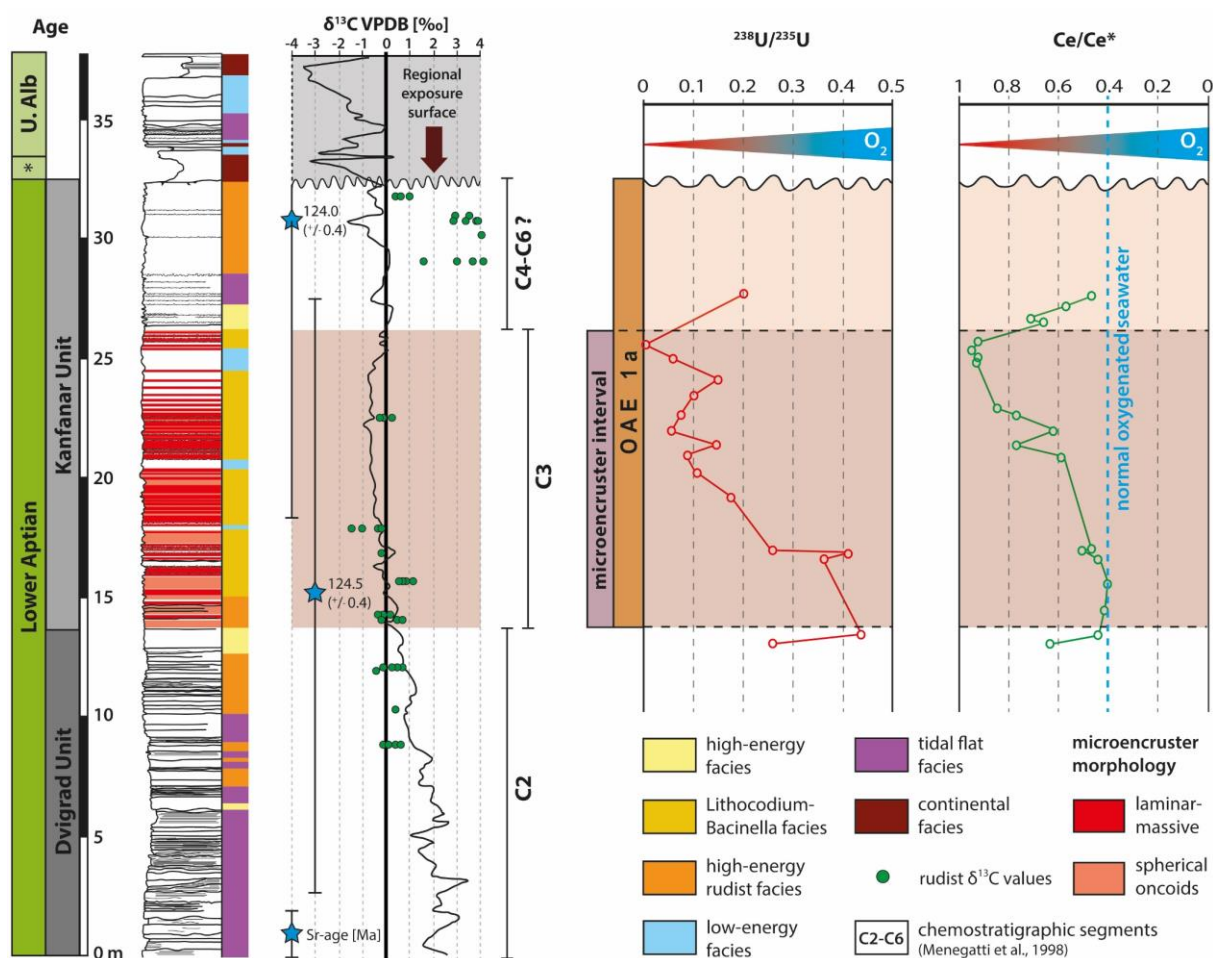 Age
δ¹³C VPDB [‰]
-4 -3 -2 -1 0 1 2 3 4
²³⁸U/²³⁵U
0 0.1 0.2 0.3 0.4 0.5
Ce/Ce*
1 0.8 0.6 0.4 0.2 0
U. Alb
*
Lower Aptian
Kanfanar Unit
Dvigrad Unit
35
30
25
20
15
10
5
0 m
Regional
exposure
surface
124.0
(+/- 0.4)
124.5
(+/- 0.4)
Sr-age [Ma]
C4-C6 ?
C3
C2
microencruster interval
OAE 1a
O₂
O₂
normal oxygenated seawater
high-energy
facies
Lithocodium-
Bacinella facies
high-energy
rudist facies
low-energy
facies
tidal flat
facies
continental
facies
rudist δ¹³C values
C2-C6
chemostratigraphic segments
(Menegatti et al., 1998)
microencruster
morphology
laminar-
massive
spherical
oncoids